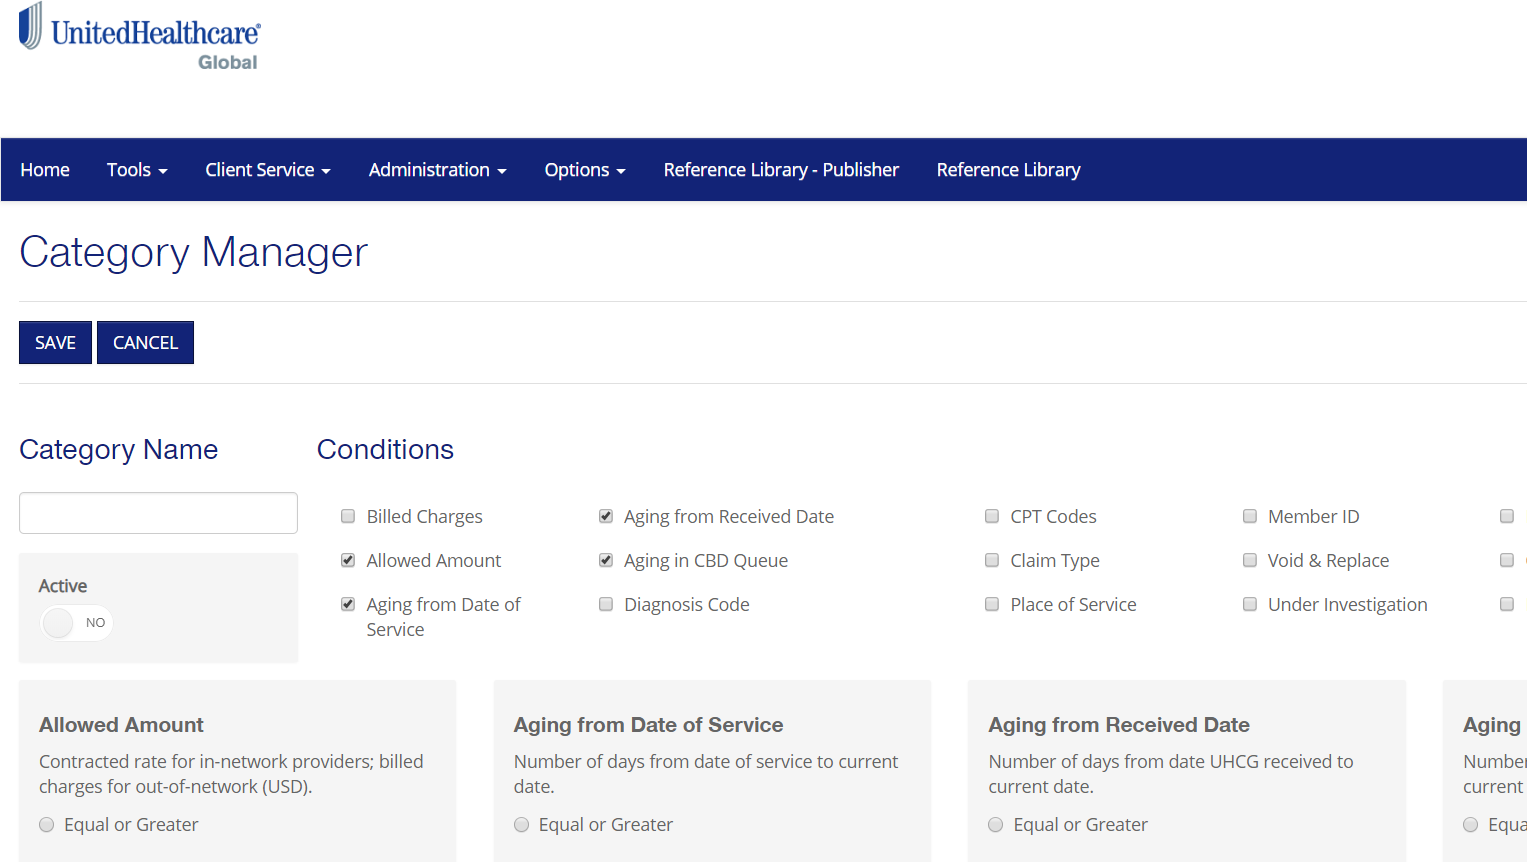 UnitedHealthcare®
Global
Home Tools Client Service Administration Options Reference Library - Publisher Reference Library
Category Manager
SAVE CANCEL
Category Name
Conditions
Active
NO
Billed Charges
Allowed Amount
Aging from Date of
Service
Aging from Received Date
Aging in CBD Queue
Diagnosis Code
CPT Codes
Claim Type
Place of Service
Member ID
Void & Replace
Under Investigation
Allowed Amount
Contracted rate for in-network providers; billed
charges for out-of-network (USD).
Equal or Greater
Aging from Date of Service
Number of days from date of service to current
date.
Equal or Greater
Aging from Received Date
Number of days from date UHCG received to
current date.
Equal or Greater
Aging
current